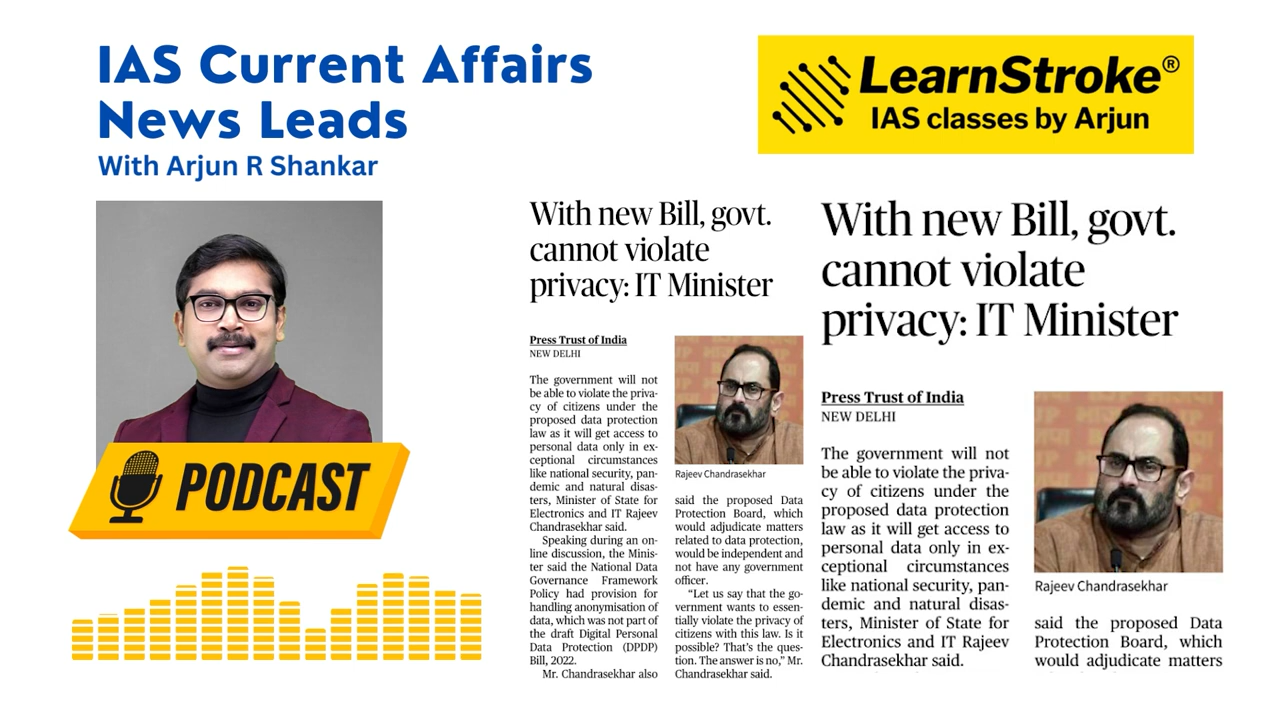 IAS Current Affairs
News Leads
With Arjun R Shankar
LearnStroke®
IAS classes by Arjun
PODCAST
With new Bill, govt.
cannot violate
privacy: IT Minister
Press Trust of India
NEW DELHI
The government will not
be able to violate the priva-
cy of citizens under the
proposed data protection
law as it will get access to
personal data only in ex-
ceptional circumstances
like national security, pan-
demic and natural disas-
ters, Minister of State for
Electronics and IT Rajeev
Chandrasekhar said.
Speaking during an on-
line discussion, the Minis-
ter said the National Data
Governance Framework
Policy had provision for
handling anonymisation of
data, which was not part of
the draft Digital Personal
Data Protection (DPDP)
Bill, 2022.
Mr. Chandrasekhar also
Rajeev Chandrasekhar
said the proposed Data
Protection Board, which
would adjudicate matters
related to data protection,
would be independent and
not have any government
officer.
“Let us say that the go-
vernment wants to essen-
tially violate the privacy of
citizens with this law. Is it
possible? That’s the ques-
tion. The answer is no,” Mr.
Chandrasekhar said.
With new Bill, govt.
cannot violate
privacy: IT Minister
Press Trust of India
NEW DELHI
The government will not
be able to violate the priva-
cy of citizens under the
proposed data protection
law as it will get access to
personal data only in ex-
ceptional circumstances
like national security, pan-
demic and natural disas-
ters, Minister of State for
Electronics and IT Rajeev
Chandrasekhar said.
Rajeev Chandrasekhar
said the proposed Data
Protection Board, which
would adjudicate matters